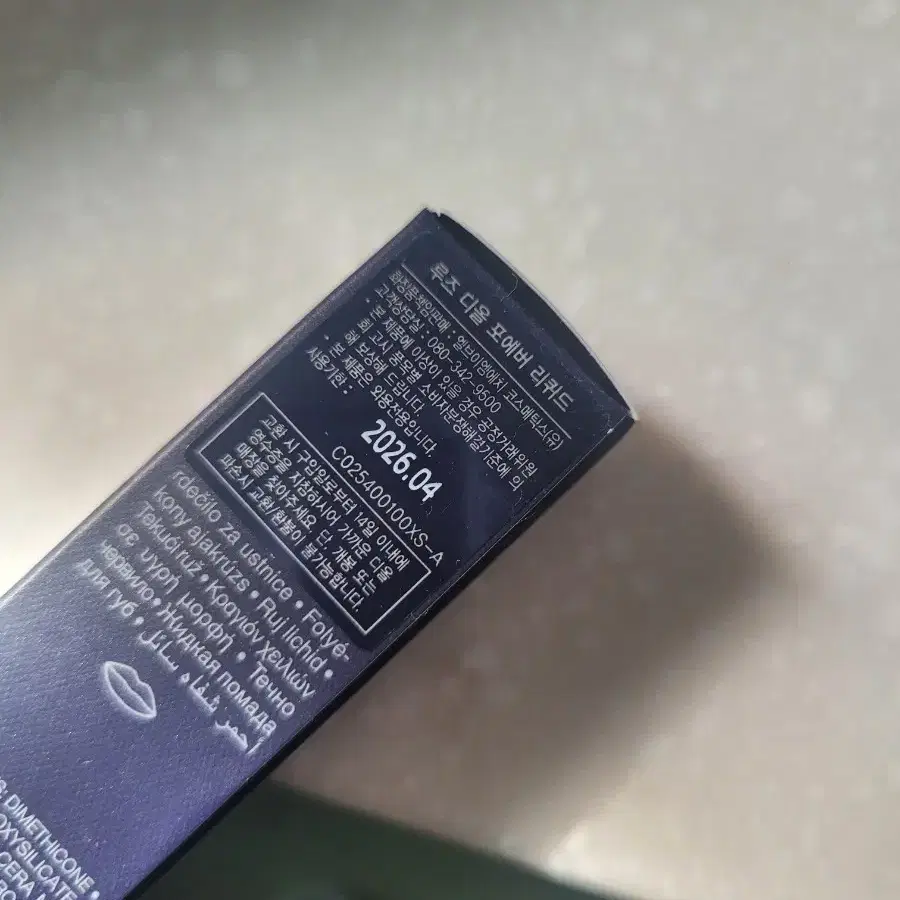 루즈 디올 포에버 리퀴드
화장품책임판매 : 엘브이엠에치 코스메틱스(유)
고객상담실 : 080-342-9500
· 본 제품에 이상이 있을 경우 공정거래위원
회 고시 품목별 소비자분쟁해결기준에 의
해 보상해 드립니다.
· 본 제품은 외용전용입니다.
사용기한 :
2026.04
C025400100XS-A
교환 시 구입일로부터 14일 이내에
영수증을 지참하시어 가까운 디올
매장을 찾아주세요. 단, 개봉 또는
파손시 교환/환불이 불가능합니다.
rdečilo za ustnice • Folyé-
kony ajakrúzs • Ruj lichid •
Tekućí ruž • Κραγιόν χειλιών
σε υγρή μορφή • Течно
червило • Жидкая помада
для губ • أحمر شفاه سائل
DIMETHICONE •
OXYSILICATE
CERA